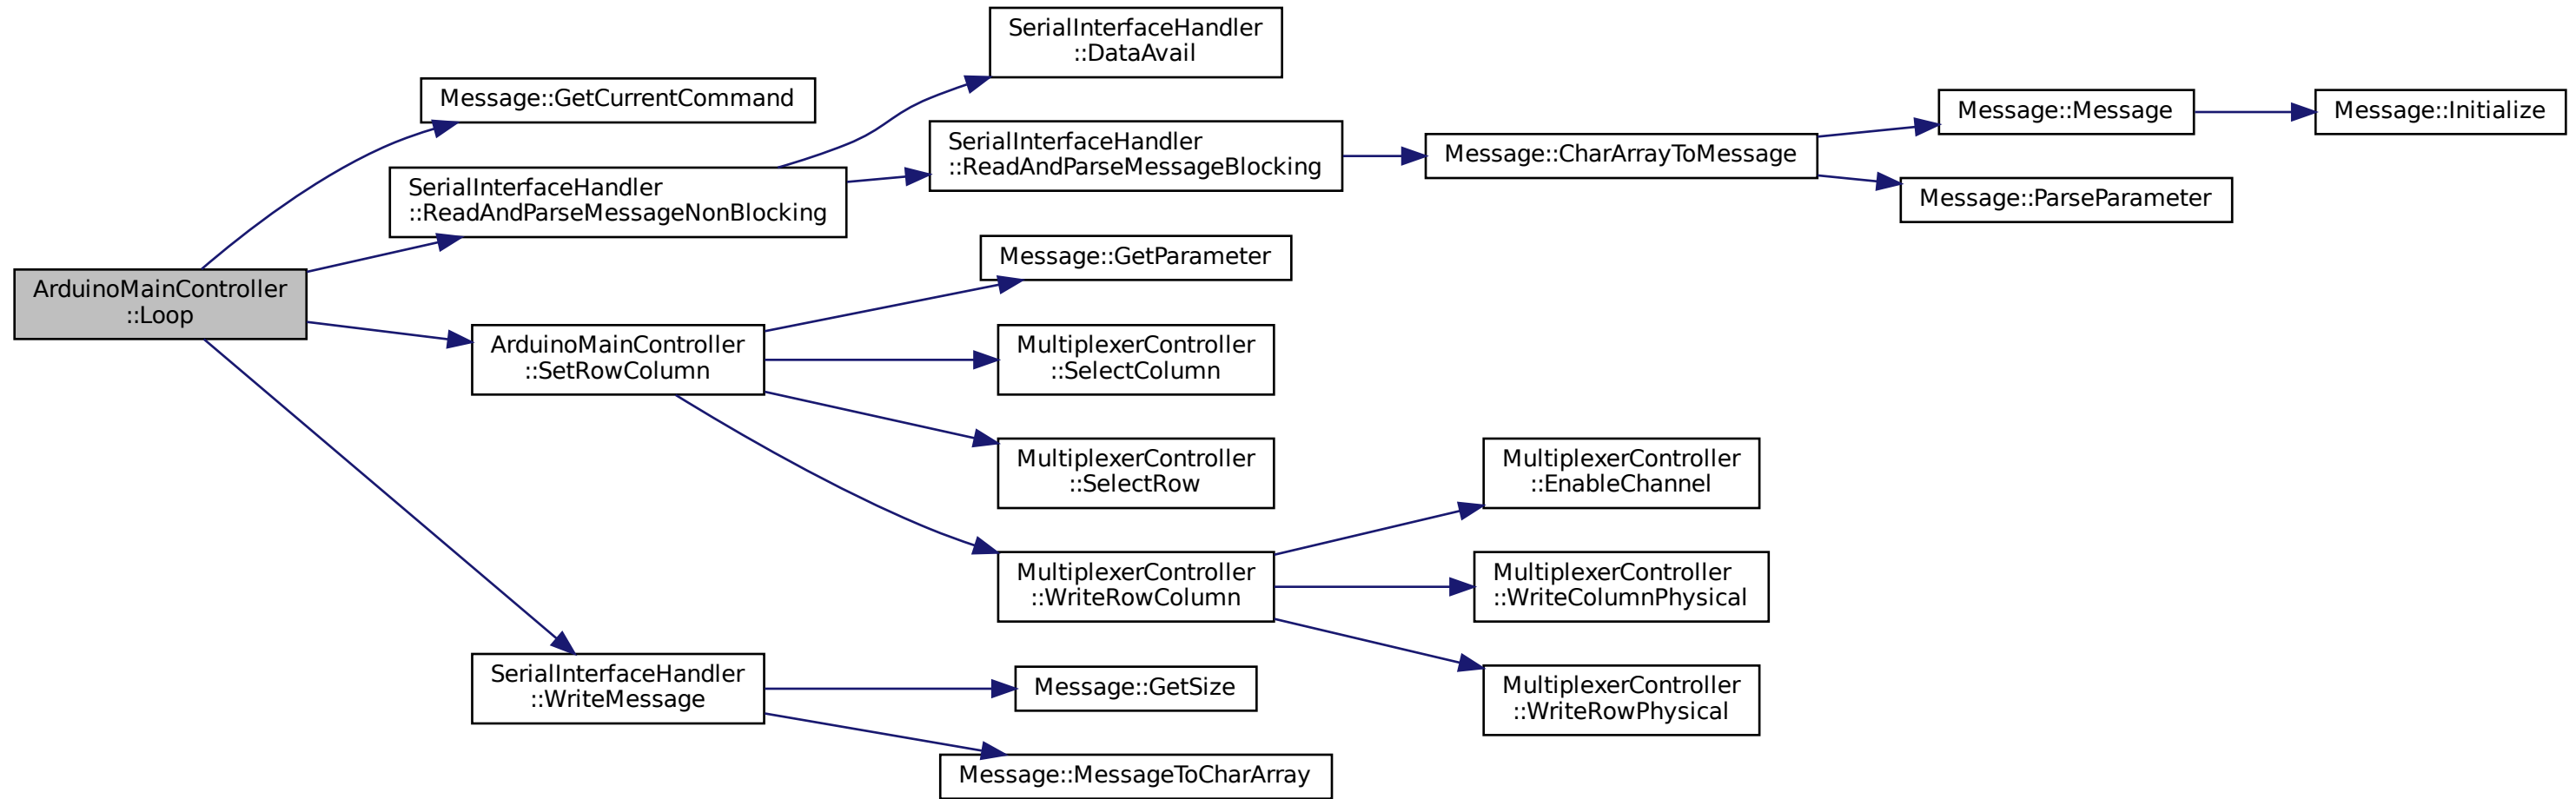 ArduinoMainController
::Loop
Message::GetCurrentCommand
SerialInterfaceHandler
::ReadAndParseMessageNonBlocking
SerialInterfaceHandler
::DataAvail
SerialInterfaceHandler
::ReadAndParseMessageBlocking
Message::CharArrayToMessage
Message::Message
Message::Initialize
Message::ParseParameter
ArduinoMainController
::SetRowColumn
Message::GetParameter
MultiplexerController
::SelectColumn
MultiplexerController
::SelectRow
MultiplexerController
::WriteRowColumn
MultiplexerController
::EnableChannel
MultiplexerController
::WriteColumnPhysical
MultiplexerController
::WriteRowPhysical
SerialInterfaceHandler
::WriteMessage
Message::GetSize
Message::MessageToCharArray